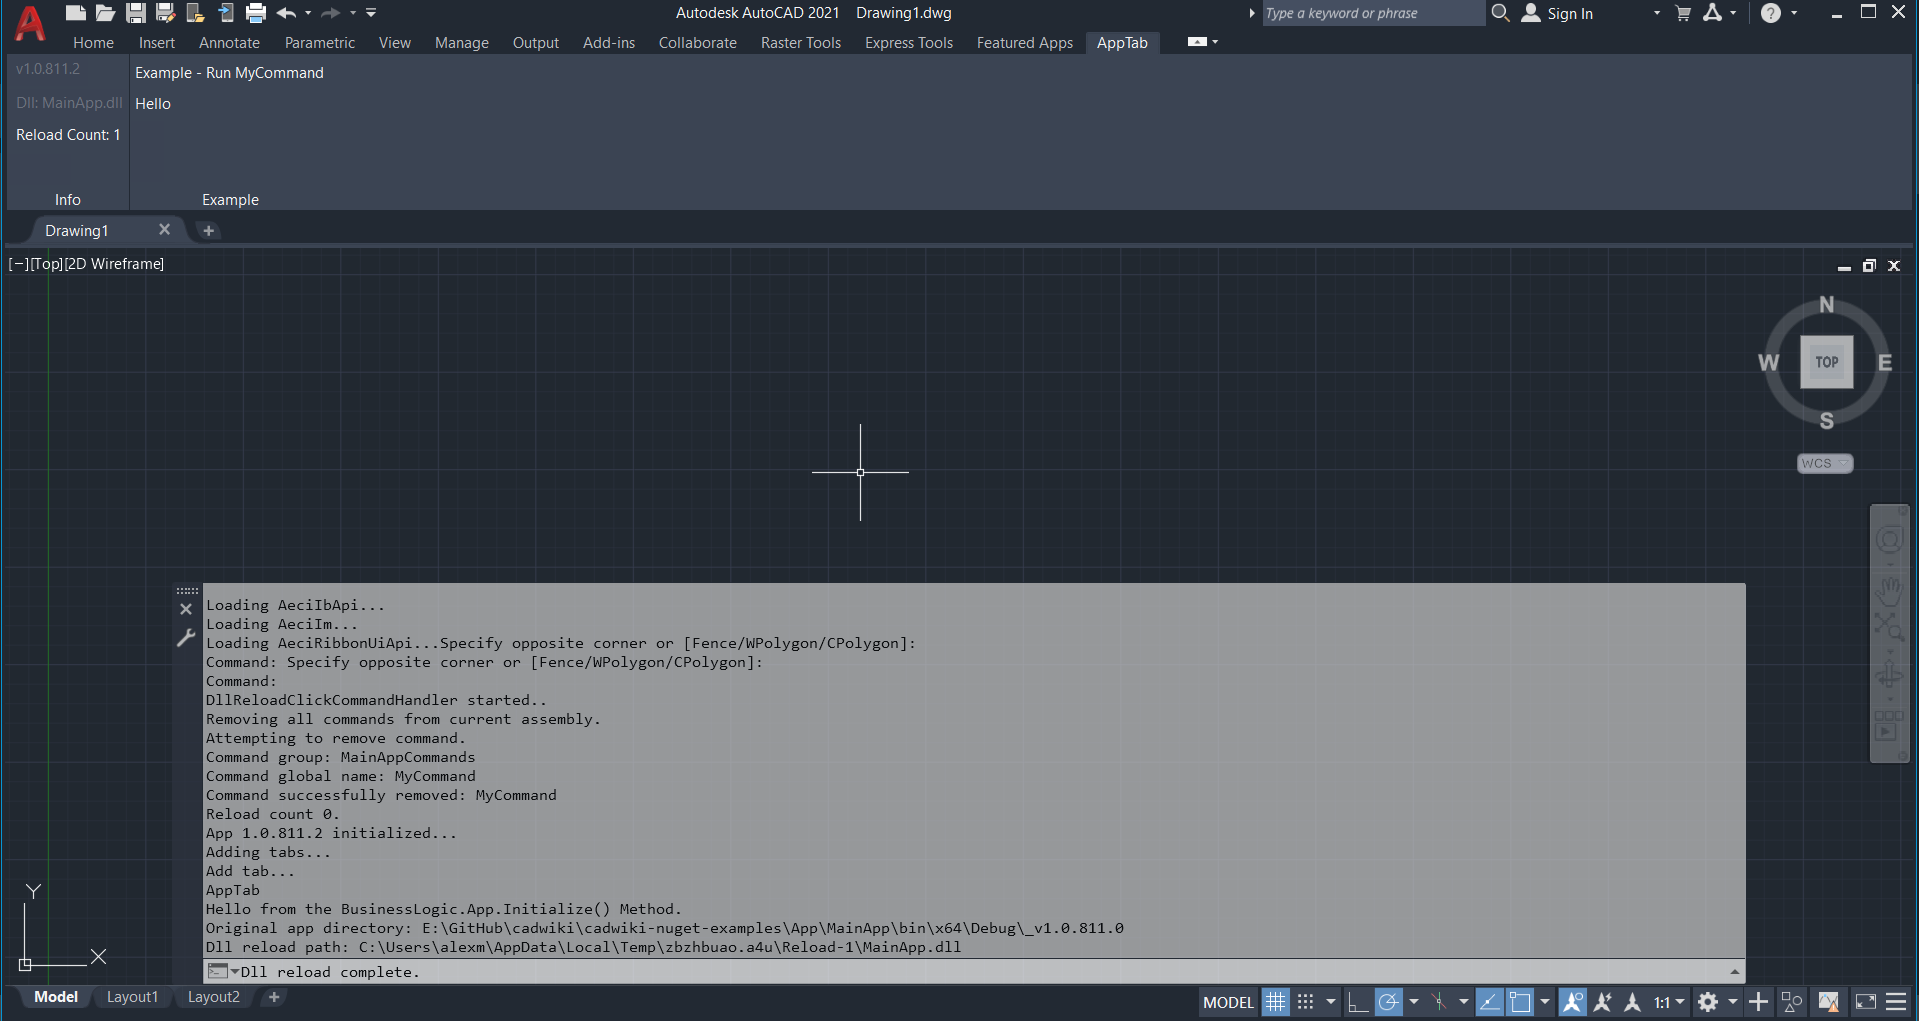 Autodesk AutoCAD 2021 Drawing1.dwg
Type a keyword or phrase
Sign In
Home Insert Annotate Parametric View Manage Output Add-ins Collaborate Raster Tools Express Tools Featured Apps AppTab
v1.0.811.2
Example - Run MyCommand
Dll: MainApp.dll
Hello
Reload Count: 1
Info
Example
Drawing1
[−][Top][2D Wireframe]
N
W TOP E
S
WCS
Loading AeciIbApi...
Loading AeciIm...
Loading AeciRibbonUiApi...Specify opposite corner or [Fence/WPolygon/CPolygon]:
Command: Specify opposite corner or [Fence/WPolygon/CPolygon]:
Command:
DllReloadClickCommandHandler started..
Removing all commands from current assembly.
Attempting to remove command.
Command group: MainAppCommands
Command global name: MyCommand
Command successfully removed: MyCommand
Reload count 0.
App 1.0.811.2 initialized...
Adding tabs...
Add tab...
AppTab
Hello from the BusinessLogic.App.Initialize() Method.
Original app directory: E:\GitHub\cadwiki\cadwiki-nuget-examples\App\MainApp\bin\x64\Debug\_v1.0.811.0
Dll reload path: C:\Users\alexm\AppData\Local\Temp\zbzhbuao.a4u\Reload-1\MainApp.dll
Dll reload complete.
Y
X
Model Layout1 Layout2
MODEL
1:1